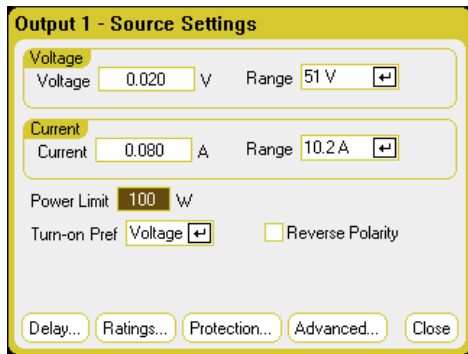 Output 1 - Source Settings
Voltage
Voltage 0.020 V Range 51 V
Current
Current 0.080 A Range 10.2 A
Power Limit 100 W
Turn-on Pref Voltage Reverse Polarity
Delay... Ratings... Protection... Advanced... Close